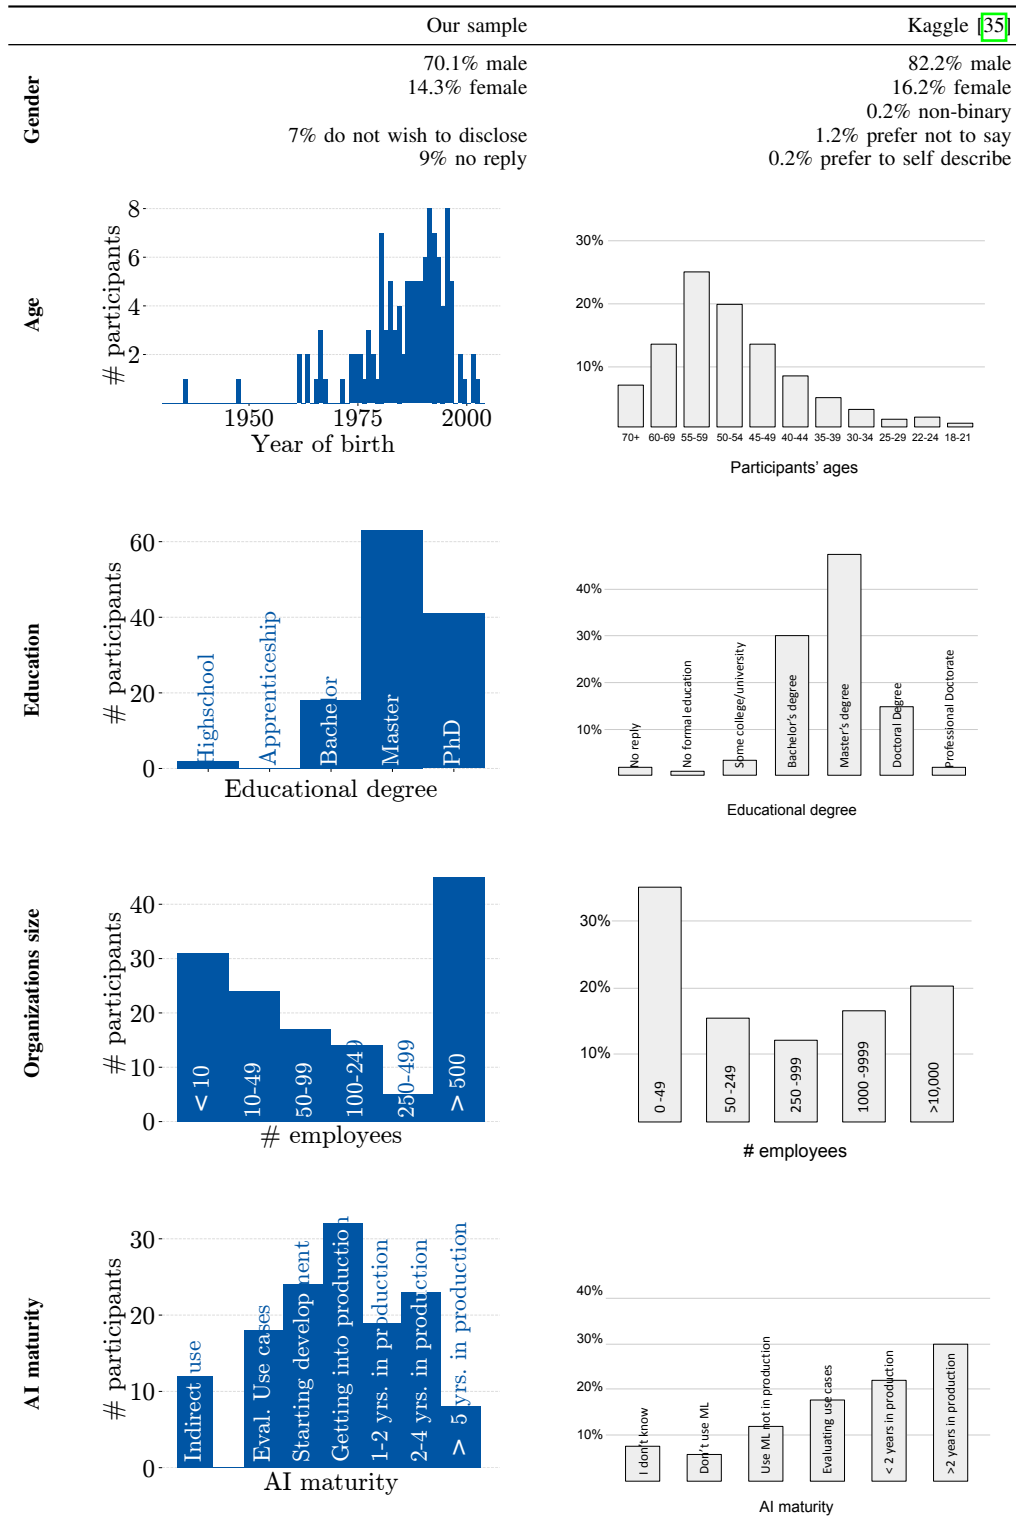 Our sample
Kaggle [35]
Gender
70.1% male
14.3% female
7% do not wish to disclose
9% no reply
82.2% male
16.2% female
0.2% non-binary
1.2% prefer not to say
0.2% prefer to self describe
Age
# participants
8
6
4
2
1950
1975
2000
Year of birth
30%
20%
10%
70+
60-69
55-59
50-54
45-49
40-44
35-39
30-34
25-29
22-24
18-21
Participants' ages
Education
# participants
60
40
20
0
Highschool
Apprenticeship
Bachelor
Master
PhD
Educational degree
40%
30%
20%
10%
No reply
No formal education
Some college/university
Bachelor's degree
Master's degree
Doctoral Degree
Professional Doctorate
Educational degree
Organizations size
# participants
40
30
20
10
0
< 10
10-49
50-99
100-249
250-499
> 500
# employees
30%
20%
10%
0 -49
50 -249
250 -999
1000 -9999
>10,000
# employees
AI maturity
# participants
30
20
10
0
Indirect use
Eval. Use cases
Starting development
Getting into production
1-2 yrs. in production
2-4 yrs. in production
> 5 yrs. in production
AI maturity
40%
30%
20%
10%
I don't know
Don't use ML
Use ML not in production
Evaluating use cases
< 2 years in production
>2 years in production
AI maturity